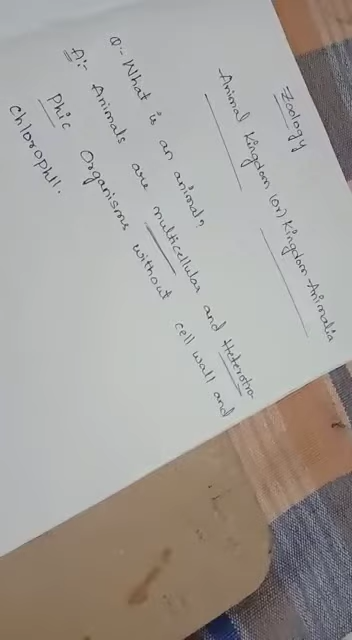 Zoology
Animal Kingdom (or) Kingdom-Animalia
Q:- What is an animal,
A:- Animals are multicellular and Heterotro
phic Organisms without cell wall and
chlorophll.